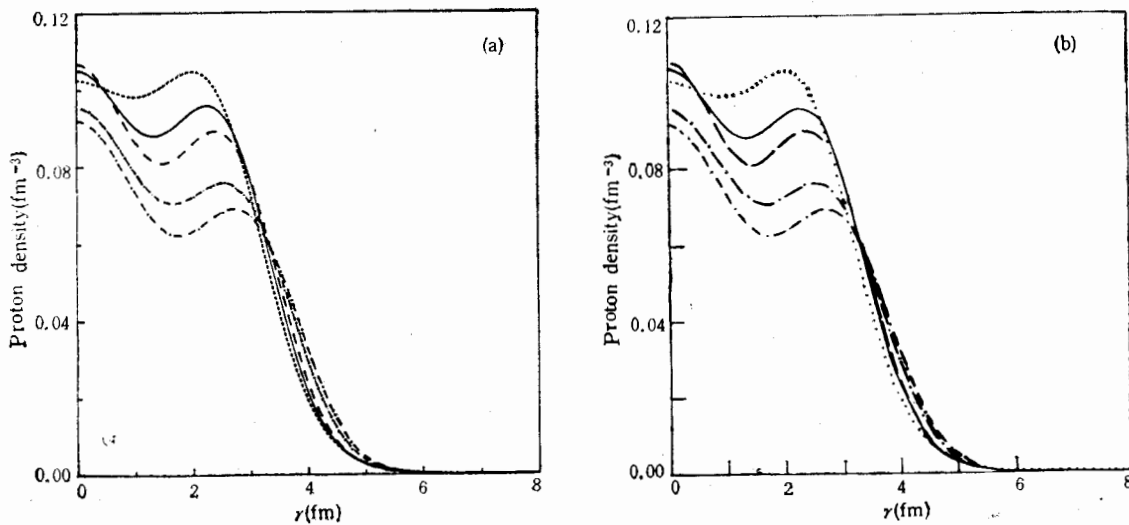 0.12
(a)
0.08
Proton density(fm⁻³)
0.04
0.00
0 2 4 6 8
r(fm)
0.12
(b)
0.08
Proton density(fm⁻³)
0.04
0.00
0 2 4 6 8
r(fm)